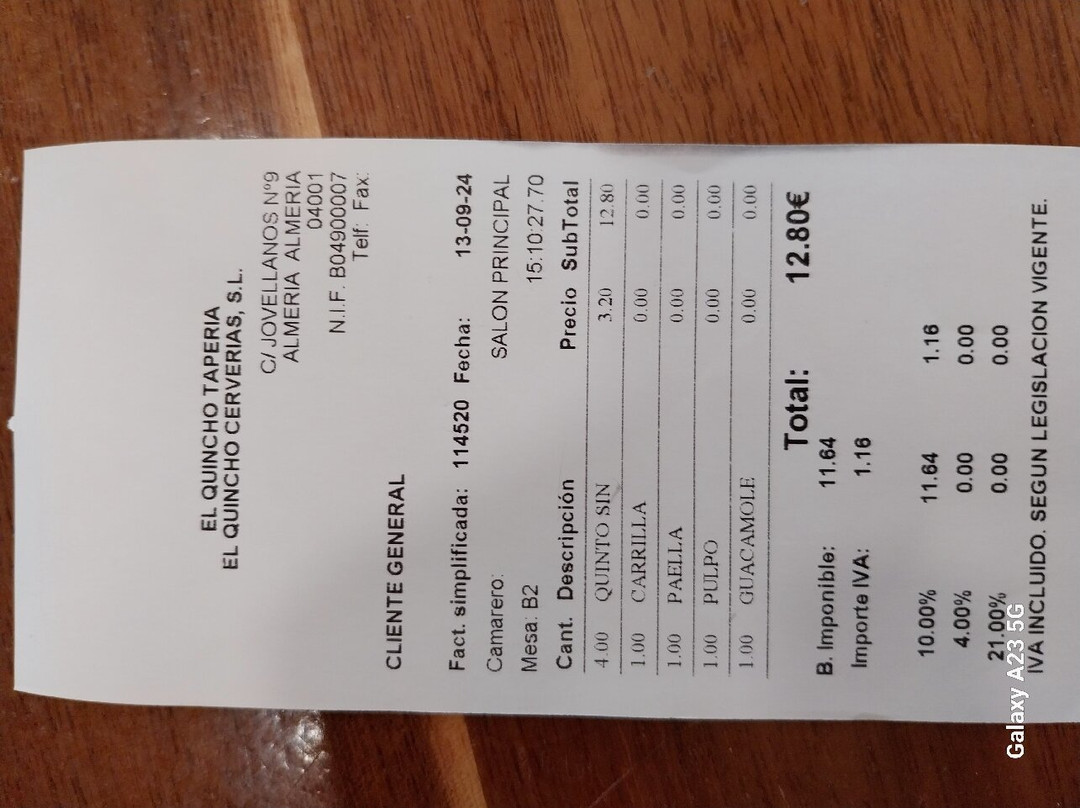 EL QUINCHO TAPERIA
EL QUINCHO CERVERIAS, S.L.
C/ JOVELLANOS Nº9
ALMERIA ALMERIA
04001
N.I.F. B04900007
Telf: Fax:
CLIENTE GENERAL
Fact. simplificada: 114520 Fecha: 13-09-24
Camarero: SALON PRINCIPAL
Mesa: B2 15:10:27.70
Cant. Descripción Precio SubTotal
4.00 QUINTO SIN 3.20 12.80
1.00 CARRILLA 0.00 0.00
1.00 PAELLA 0.00 0.00
1.00 PULPO 0.00 0.00
1.00 GUACAMOLE 0.00 0.00
Total: 12.80€
B. Imponible: 11.64
Importe IVA: 1.16
10.00% 11.64 1.16
4.00% 0.00 0.00
21.00% 0.00 0.00
IVA INCLUIDO. SEGUN LEGISLACION VIGENTE.
Galaxy A23 5G